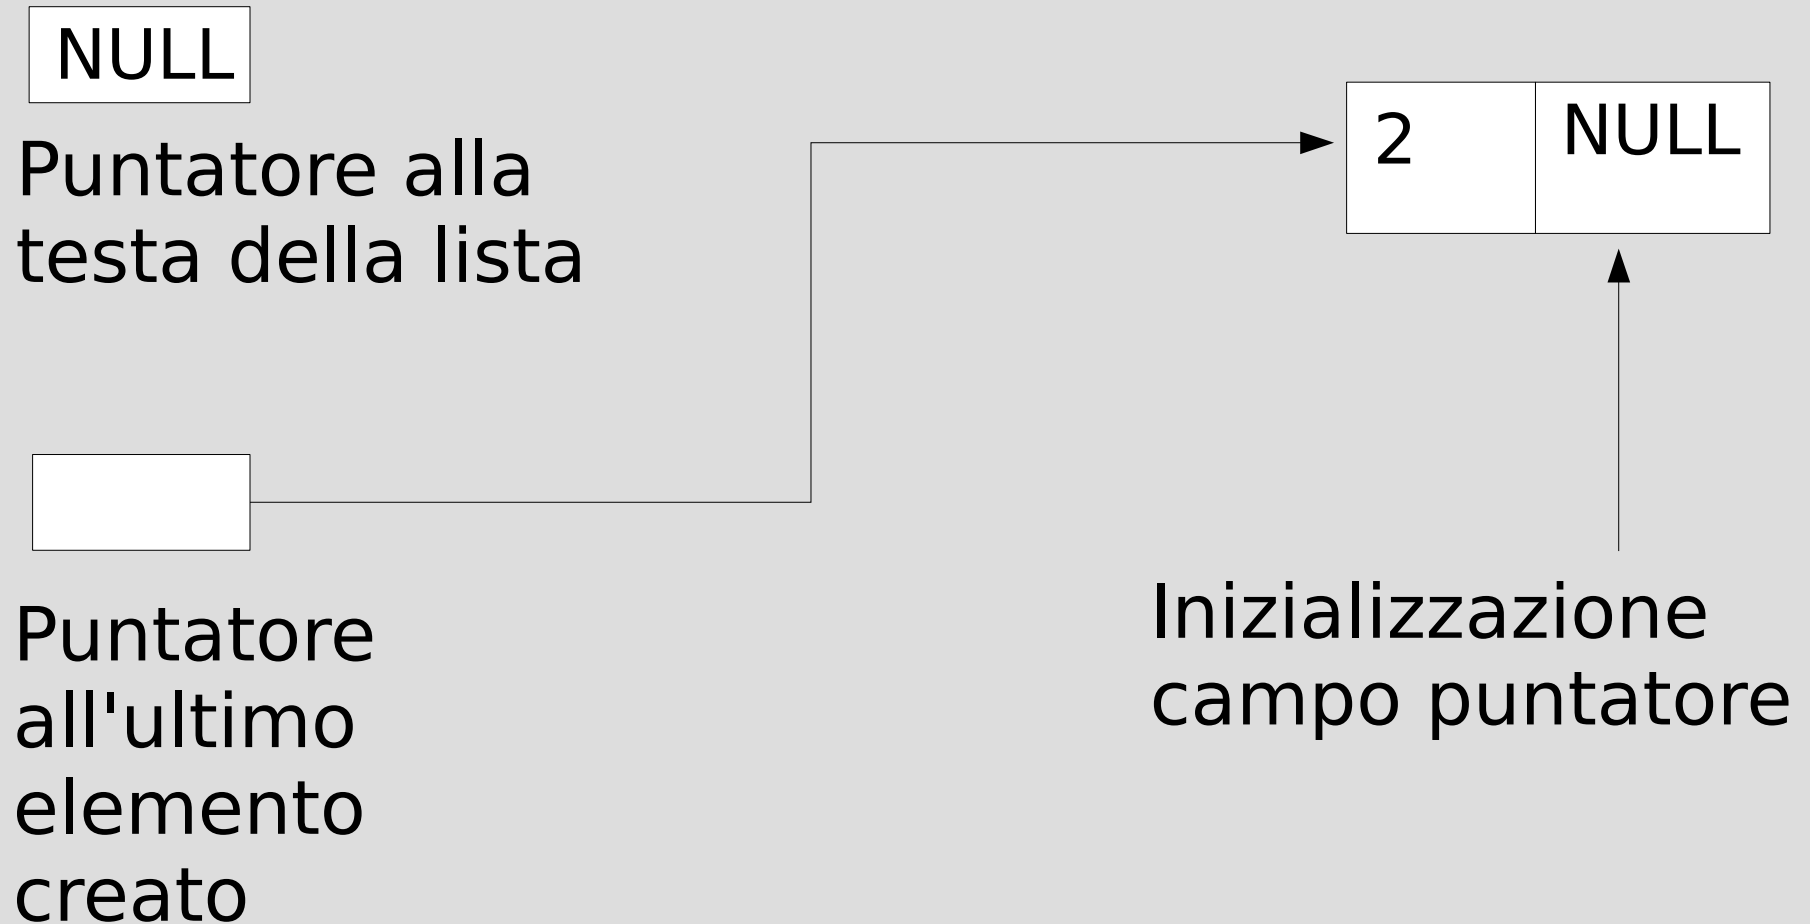 NULL
Puntatore alla
testa della lista
2
NULL
Puntatore
all'ultimo
elemento
creato
Inizializzazione
campo puntatore